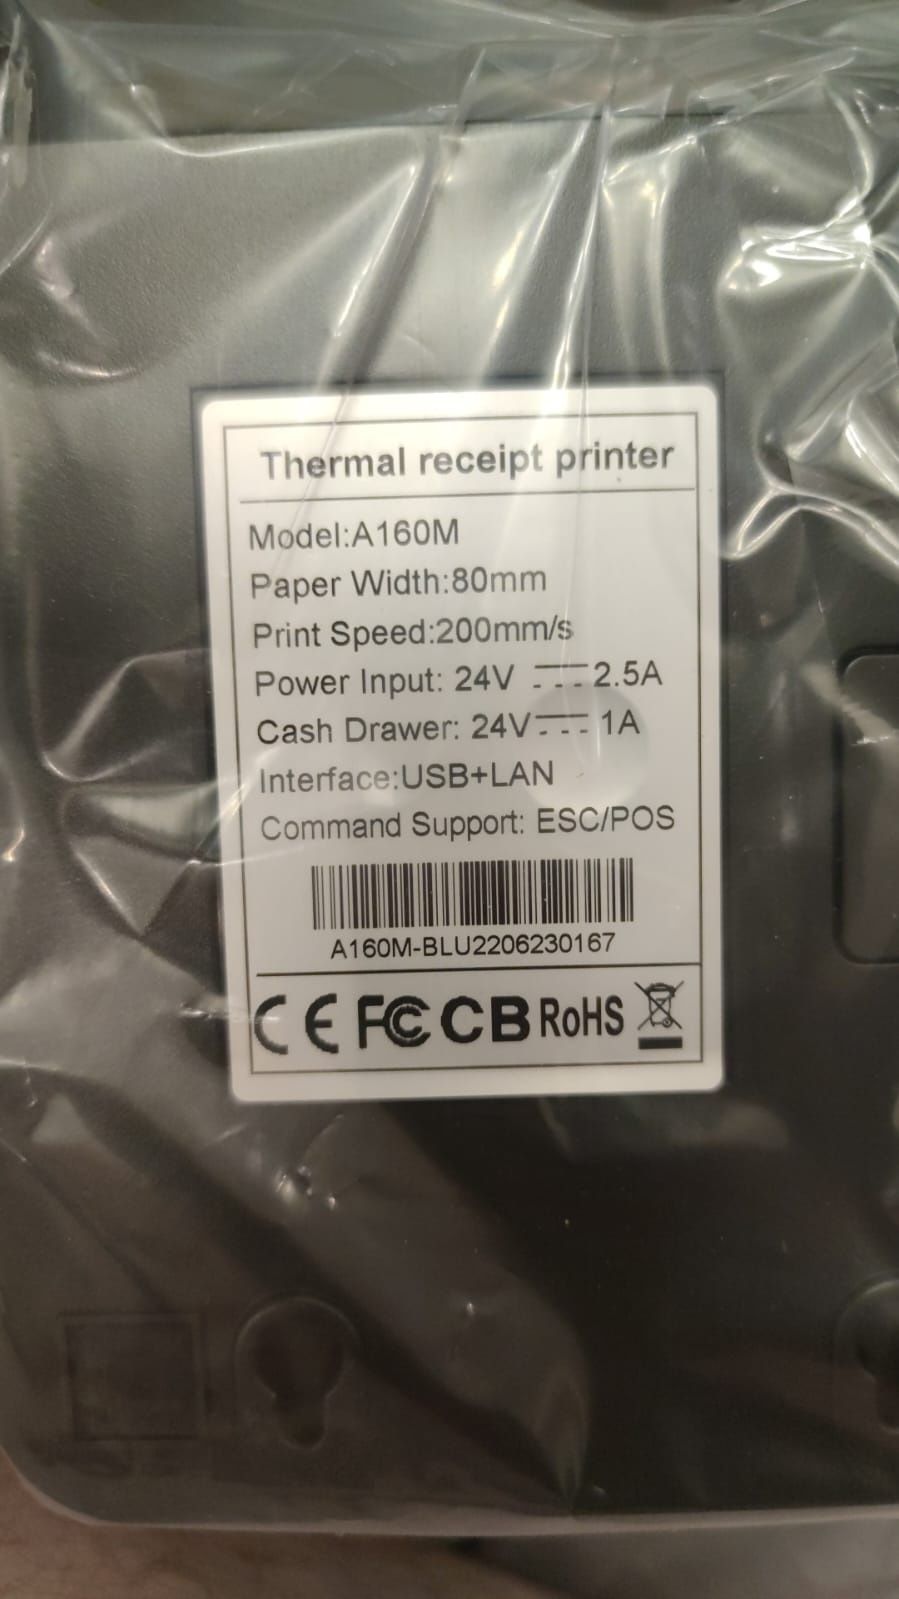 Thermal receipt printer
Model:A160M
Paper Width:80mm
Print Speed:200mm/s
Power Input: 24V ⎓ 2.5A
Cash Drawer: 24V ⎓ 1A
Interface:USB+LAN
Command Support: ESC/POS
A160M-BLU2206230167
CE FC CB RoHS